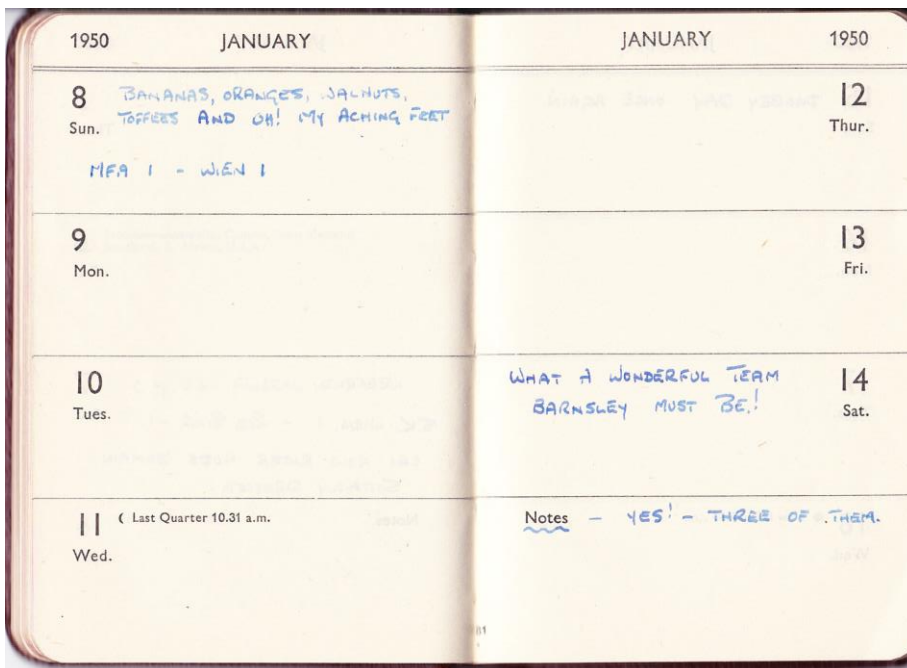 1950 JANUARY
8 BANANAS, ORANGES, WALNUTS,
Sun. TOFFEES AND OH! MY ACHING FEET
MFA 1 - WIEN 1
9
Mon.
10
Tues.
11 ( Last Quarter 10.31 a.m.
Wed.
JANUARY 1950
12
Thur.
13
Fri.
WHAT A WONDERFUL TEAM 14
BARNSLEY MUST BE! Sat.
Notes - YES! - THREE OF THEM.